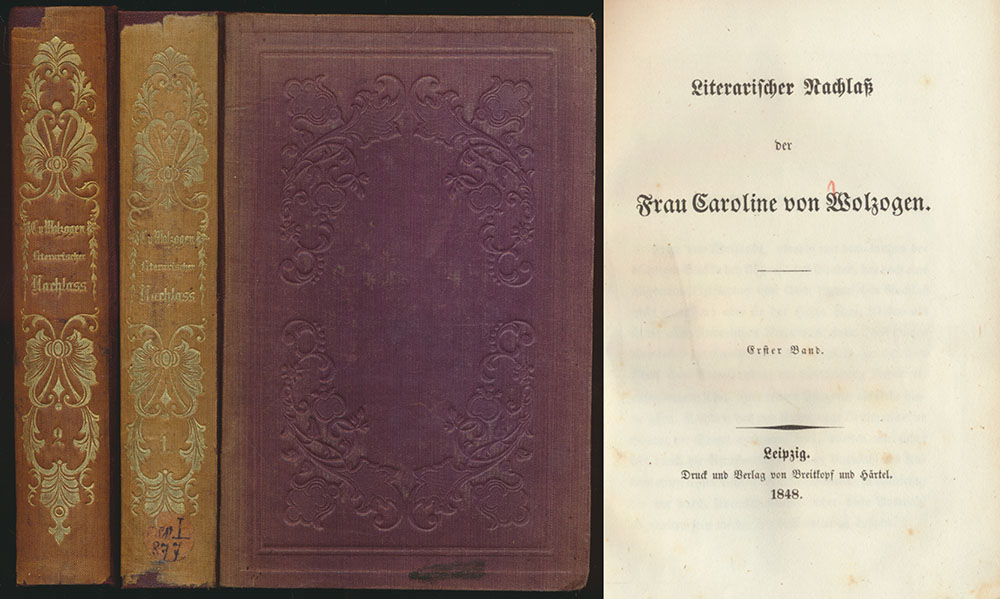 C. v. Wolzogen
Literarischer
Nachlass
2
C. v. Wolzogen
Literarischer
Nachlass
1.
877
Literarischer Nachlaß
der
Frau Caroline von Wolzogen.
Erster Band.
Leipzig.
Druck und Verlag von Breitkopf und Härtel.
1848.